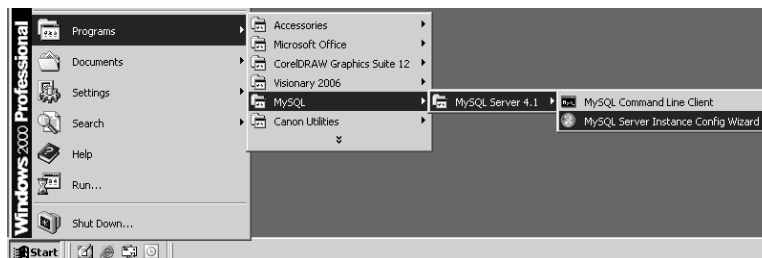 Windows 2000 Professional
Programs
Documents
Settings
Search
Help
Run...
Shut Down...
Accessories
Microsoft Office
CorelDRAW Graphics Suite 12
Visionary 2006
MySQL
Canon Utilities
MySQL Server 4.1
MySQL Command Line Client
MySQL Server Instance Config Wizard
Start